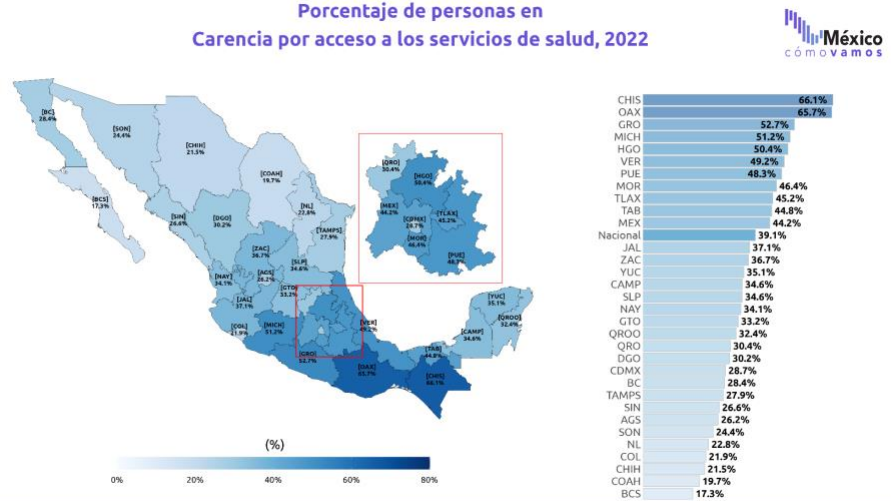 Porcentaje de personas en
Carencia por acceso a los servicios de salud, 2022
México
cómovamos
[BC]
28.4%
[SON]
24.4%
[CHIH]
21.5%
[COAH]
19.7%
[BCS]
17.3%
[SIN]
26.6%
[DGO]
30.2%
[NL]
22.8%
[TAMPS]
27.9%
[ZAC]
36.7%
[SLP]
34.6%
[NAY]
34.1%
[AGS]
26.2%
[GTO]
33.2%
[JAL]
37.1%
[COL]
21.9%
[MICH]
51.2%
[VER]
49.2%
[GRO]
52.7%
[OAX]
65.7%
[TAB]
44.8%
[CHIS]
66.1%
[CAMP]
34.6%
[YUC]
35.1%
[QROO]
32.4%
[QRO]
30.4%
[HGO]
50.4%
[MEX]
44.2%
[CDMX]
28.7%
[TLAX]
45.2%
[MOR]
46.4%
[PUE]
48.3%
(%)
0% 20% 40% 60% 80%
CHIS 66.1%
OAX 65.7%
GRO 52.7%
MICH 51.2%
HGO 50.4%
VER 49.2%
PUE 48.3%
MOR 46.4%
TLAX 45.2%
TAB 44.8%
MEX 44.2%
Nacional 39.1%
JAL 37.1%
ZAC 36.7%
YUC 35.1%
CAMP 34.6%
SLP 34.6%
NAY 34.1%
GTO 33.2%
QROO 32.4%
QRO 30.4%
DGO 30.2%
CDMX 28.7%
BC 28.4%
TAMPS 27.9%
SIN 26.6%
AGS 26.2%
SON 24.4%
NL 22.8%
COL 21.9%
CHIH 21.5%
COAH 19.7%
BCS 17.3%